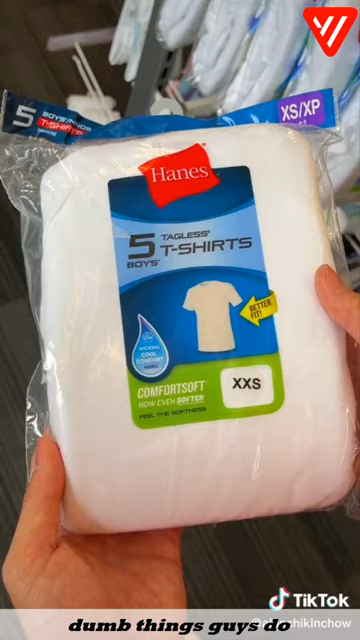 XS/XP
5 BOYS'
T-SHIRTS
Hanes
5 TAGLESS®
T-SHIRTS
BOYS'
BETTER
FIT!
WICKING
COOL
COMFORT
FABRIC
COMFORTSOFT®
NOW EVEN SOFTER
FEEL THE SOFTNESS
XXS
TikTok
dumb things guys do